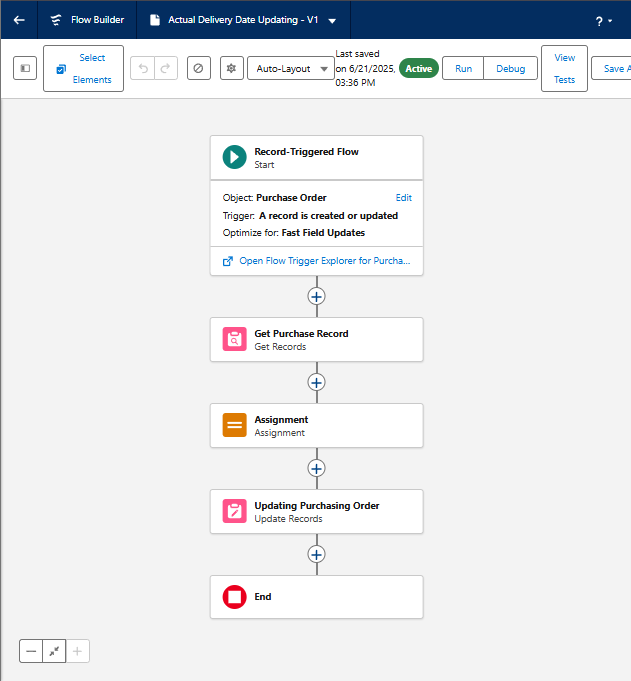 Flow Builder
Actual Delivery Date Updating - V1
?
Select
Elements
Auto-Layout
Last saved
on 6/21/2025,
03:36 PM
Active
Run
Debug
View
Tests
Save A
Record-Triggered Flow
Start
Object: Purchase Order
Edit
Trigger: A record is created or updated
Optimize for: Fast Field Updates
Open Flow Trigger Explorer for Purcha...
Get Purchase Record
Get Records
Assignment
Assignment
Updating Purchasing Order
Update Records
End